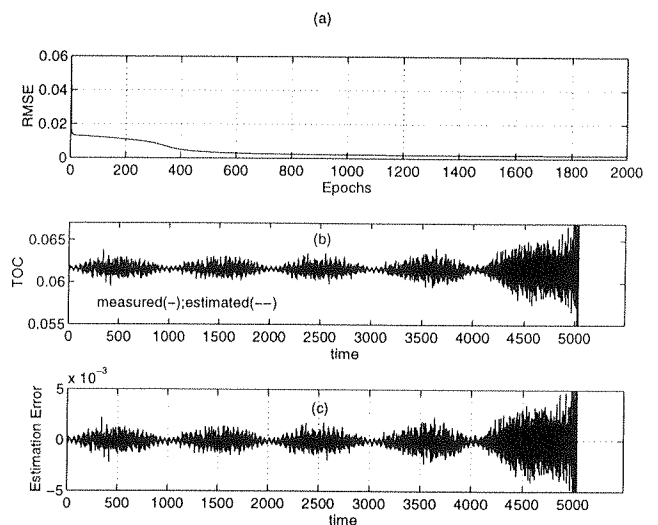 (a)
0.06
0.04
0.02
0
RMSE
0 200 400 600 800 1000 1200 1400 1600 1800 2000
Epochs
(b)
0.065
0.06
0.055
TOC
measured(-);estimated(--)
0 500 1000 1500 2000 2500 3000 3500 4000 4500 5000
time
x 10^-3
(c)
5
0
-5
Estimation Error
0 500 1000 1500 2000 2500 3000 3500 4000 4500 5000
time